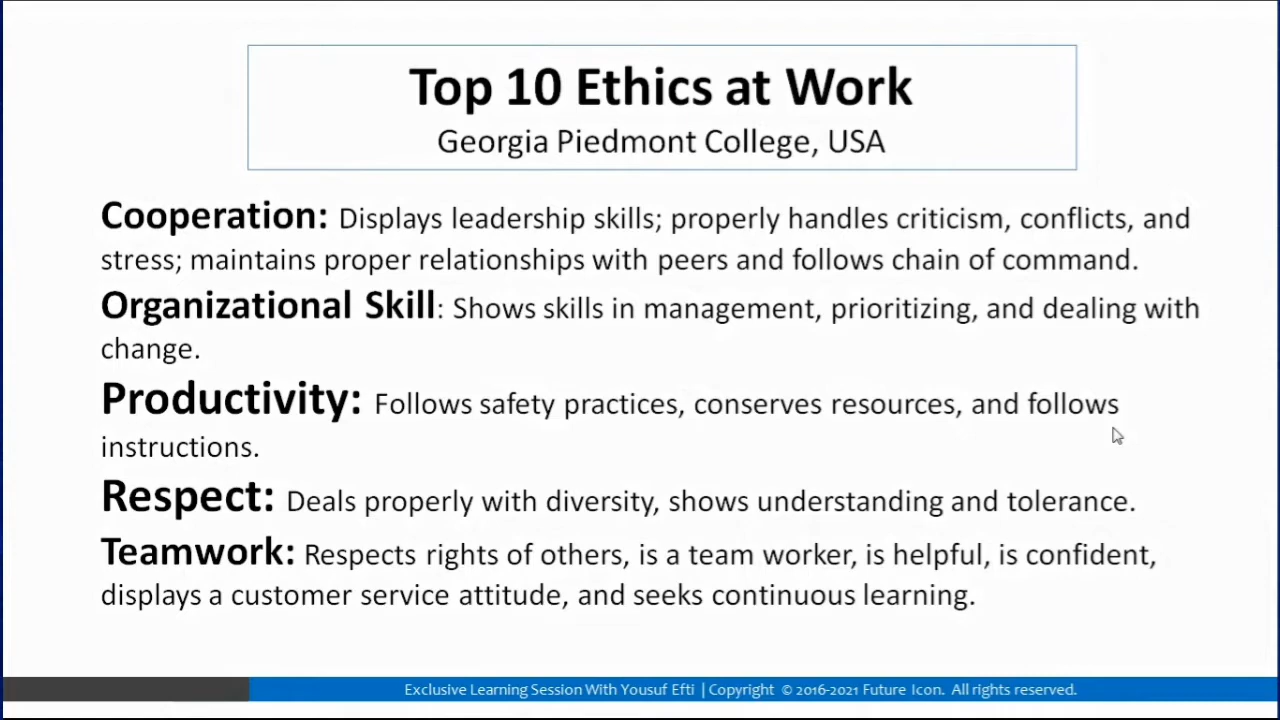 Top 10 Ethics at Work
Georgia Piedmont College, USA
Cooperation: Displays leadership skills; properly handles criticism, conflicts, and
stress; maintains proper relationships with peers and follows chain of command.
Organizational Skill: Shows skills in management, prioritizing, and dealing with
change.
Productivity: Follows safety practices, conserves resources, and follows
instructions.
Respect: Deals properly with diversity, shows understanding and tolerance.
Teamwork: Respects rights of others, is a team worker, is helpful, is confident,
displays a customer service attitude, and seeks continuous learning.
Exclusive Learning Session With Yousuf Efti | Copyright © 2016-2021 Future Icon. All rights reserved.